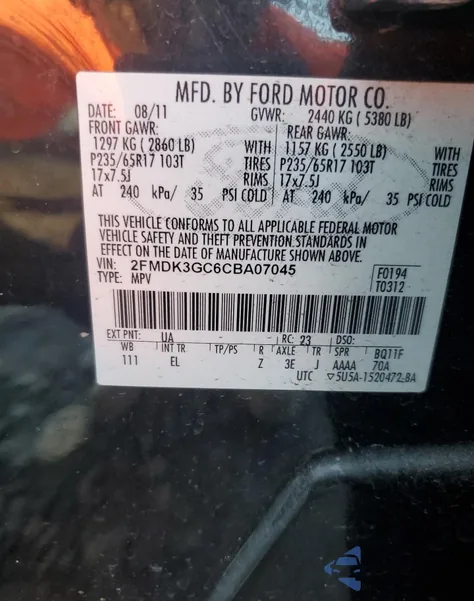 MFD. BY FORD MOTOR CO.
DATE: 08/11 GVWR: 2440 KG ( 5380 LB)
FRONT GAWR: REAR GAWR:
1297 KG ( 2860 LB) WITH 1157 KG ( 2550 LB) WITH
P235/65R17 103T TIRES P235/65R17 103T TIRES
17x7.5J RIMS 17x7.5J RIMS
AT 240 kPa/ 35 PSI COLD AT 240 kPa/ 35 PSI COLD
THIS VEHICLE CONFORMS TO ALL APPLICABLE FEDERAL MOTOR
VEHICLE SAFETY AND THEFT PREVENTION STANDARDS IN
EFFECT ON THE DATE OF MANUFACTURE SHOWN ABOVE.
VIN: 2FMDK3GC6CBA07045 F0194
TYPE: MPV T0312
EXT PNT: UA RC: 23 DSO:
WB INT TR TP/PS R AXLE TR SPR BQ11F
111 EL Z 3E J AAAA 70A
UTC ▽5U5A-1520472-BA